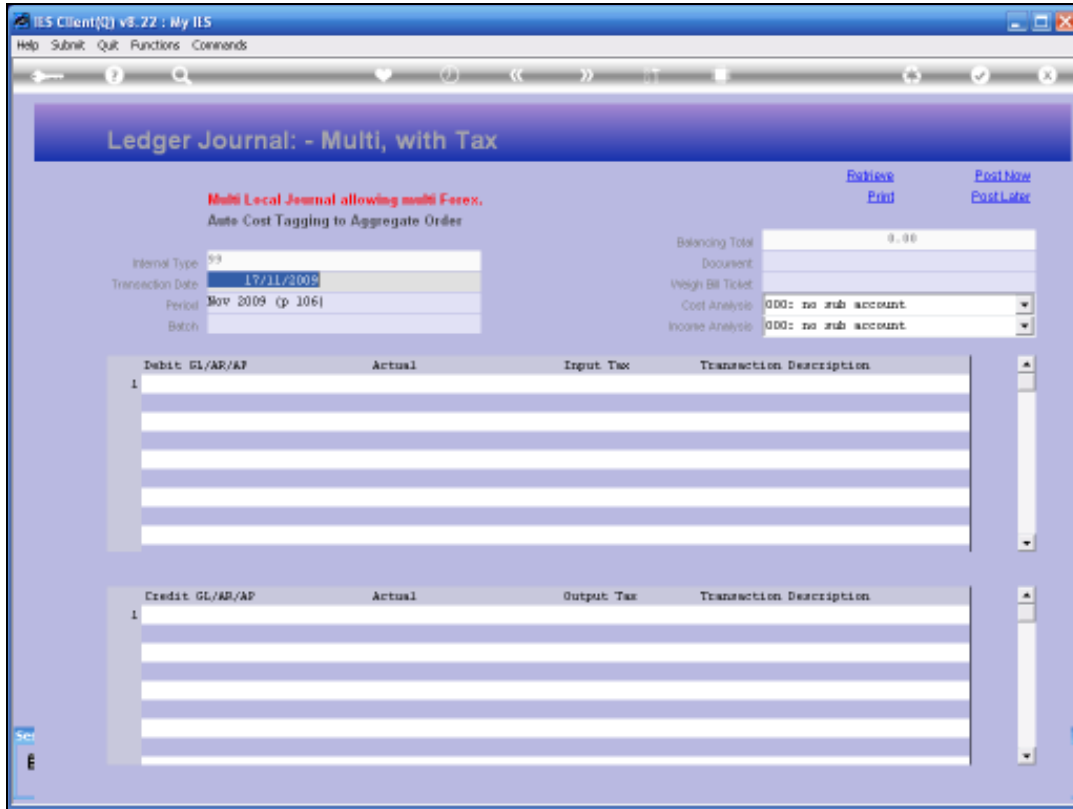 IES Client(Q) v8.22 : My IES
Help Submit Quit Functions Commands
Ledger Journal: - Multi, with Tax
Retrieve Post Now
Multi Local Journal allowing multi Forex.
Print Post Later
Auto Cost Tagging to Aggregate Order
Balancing Total 0.00
Internal Type 99
Document
Transaction Date 17/11/2009
Weigh Bill Ticket
Period Nov 2009 (p 106)
Cost Analysis 000: no sub account
Batch
Income Analysis 000: no sub account
Debit GL/AR/AP Actual Input Tax Transaction Description
1
Credit GL/AR/AP Actual Output Tax Transaction Description
1